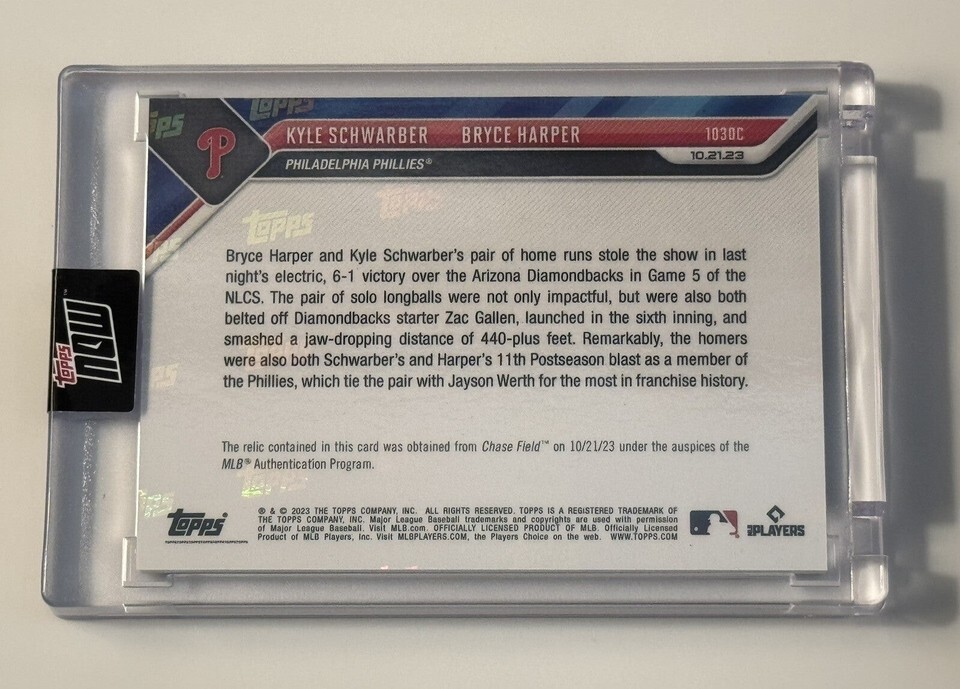 KYLE SCHWARBER BRYCE HARPER 1030C
10.21.23
PHILADELPHIA PHILLIES®
topps
topps
topps
Bryce Harper and Kyle Schwarber's pair of home runs stole the show in last
night's electric, 6-1 victory over the Arizona Diamondbacks in Game 5 of the
NLCS. The pair of solo longballs were not only impactful, but were also both
belted off Diamondbacks starter Zac Gallen, launched in the sixth inning, and
smashed a jaw-dropping distance of 440-plus feet. Remarkably, the homers
were also both Schwarber's and Harper's 11th Postseason blast as a member of
the Phillies, which tie the pair with Jayson Werth for the most in franchise history.
topps NOW™
The relic contained in this card was obtained from Chase Field™ on 10/21/23 under the auspices of the
MLB® Authentication Program.
topps
® & © 2023 THE TOPPS COMPANY, INC. ALL RIGHTS RESERVED. TOPPS IS A REGISTERED TRADEMARK OF
THE TOPPS COMPANY, INC. Major League Baseball trademarks and copyrights are used with permission
of Major League Baseball. Visit MLB.com. OFFICIALLY LICENSED PRODUCT OF MLB. Officially Licensed
Product of MLB Players, Inc. Visit MLBPLAYERS.COM, the Players Choice on the web. WWW.TOPPS.COM
MLB PLAYERS